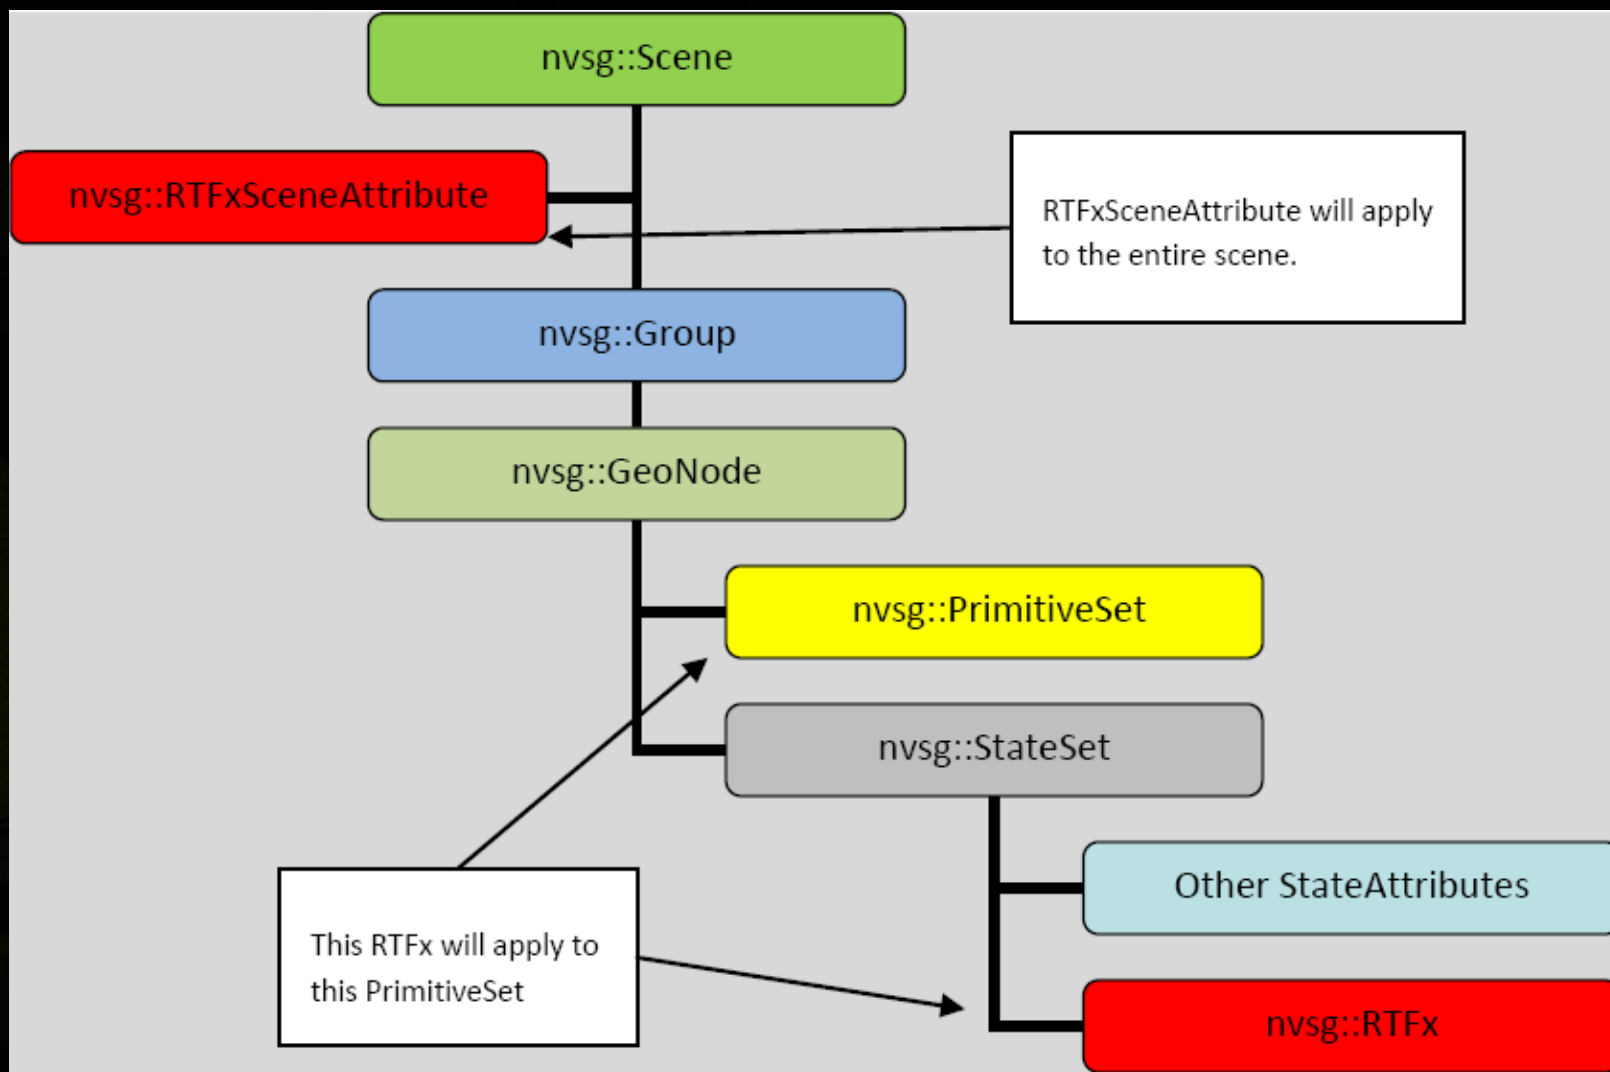 nvsg::Scene
nvsg::RTFxSceneAttribute
RTFxSceneAttribute will apply
to the entire scene.
nvsg::Group
nvsg::GeoNode
nvsg::PrimitiveSet
nvsg::StateSet
Other StateAttributes
This RTFx will apply to
this PrimitiveSet
nvsg::RTFx